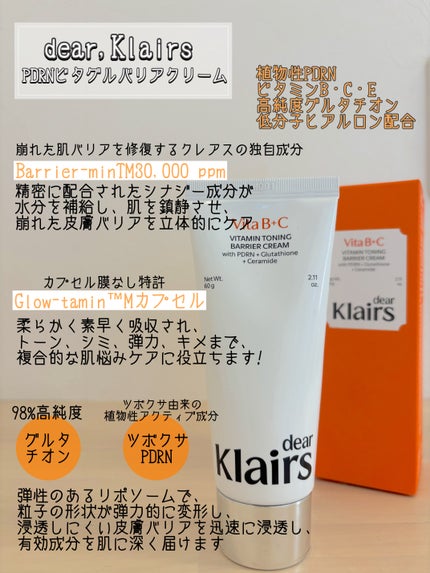 dear,Klairs
PDRNビタグルバリアクリーム
植物性PDRN
ビタミンB・C・E
高純度グルタチオン
低分子ヒアルロン配合
崩れた肌バリアを修復するクレアスの独自成分
Barrier-minTM30,000 ppm
精密に配合されたシナジー成分が
水分を補給し、肌を鎮静させ、
崩れた皮膚バリアを立体的にケア
カプセル膜なし特許
Glow-tamin™Mカプセル
柔らかく素早く吸収され、
トーン、シミ、弾力、キメまで、
複合的な肌悩みケアに役立ちます!
98%高純度
グルタ
チオン
ツボクサ由来の
植物性アクティブ成分
ツボクサ
PDRN
弾性のあるリポソームで、
粒子の形状が弾力的に変形し、
浸透しにくい皮膚バリアを迅速に浸透し、
有効成分を肌に深く届けます
Vita B+C
VITAMIN TONING
BARRIER CREAM
with PDRN + Glutathione
+ Ceramide
Net Wt.
60 g
2.11
oz.
dear
Klairs
Vita B+C
VITAMIN TONING
BARRIER CREAM
with PDRN + Glutathione
+ Ceramide
dear
Klairs